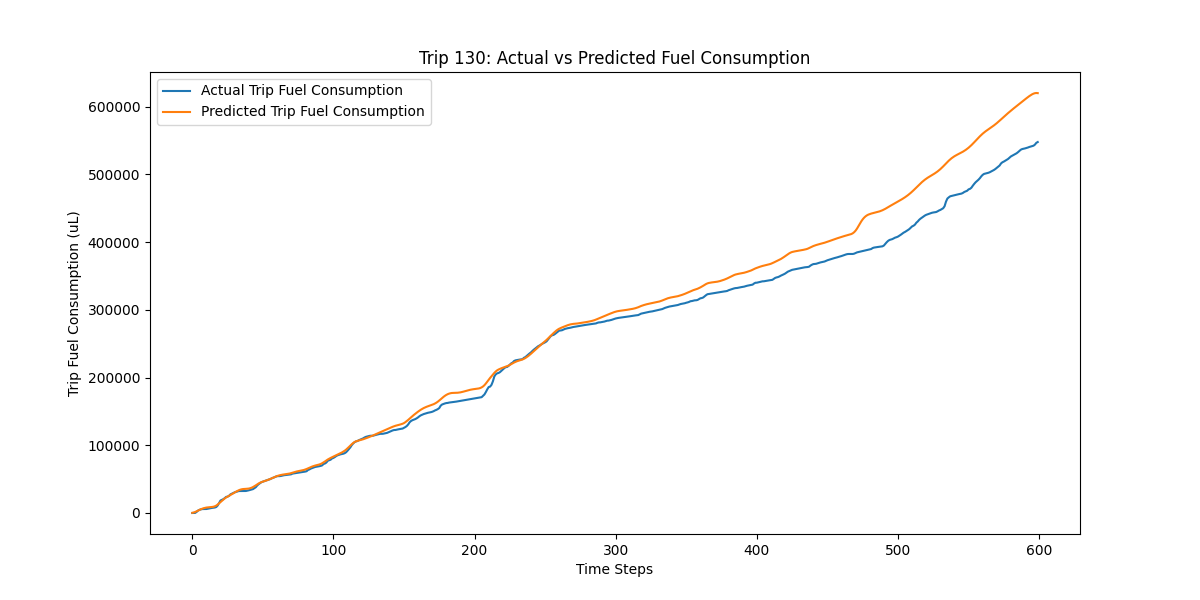 Trip 130: Actual vs Predicted Fuel Consumption
Actual Trip Fuel Consumption
Predicted Trip Fuel Consumption
Trip Fuel Consumption (uL)
600000
500000
400000
300000
200000
100000
0
0 100 200 300 400 500 600
Time Steps